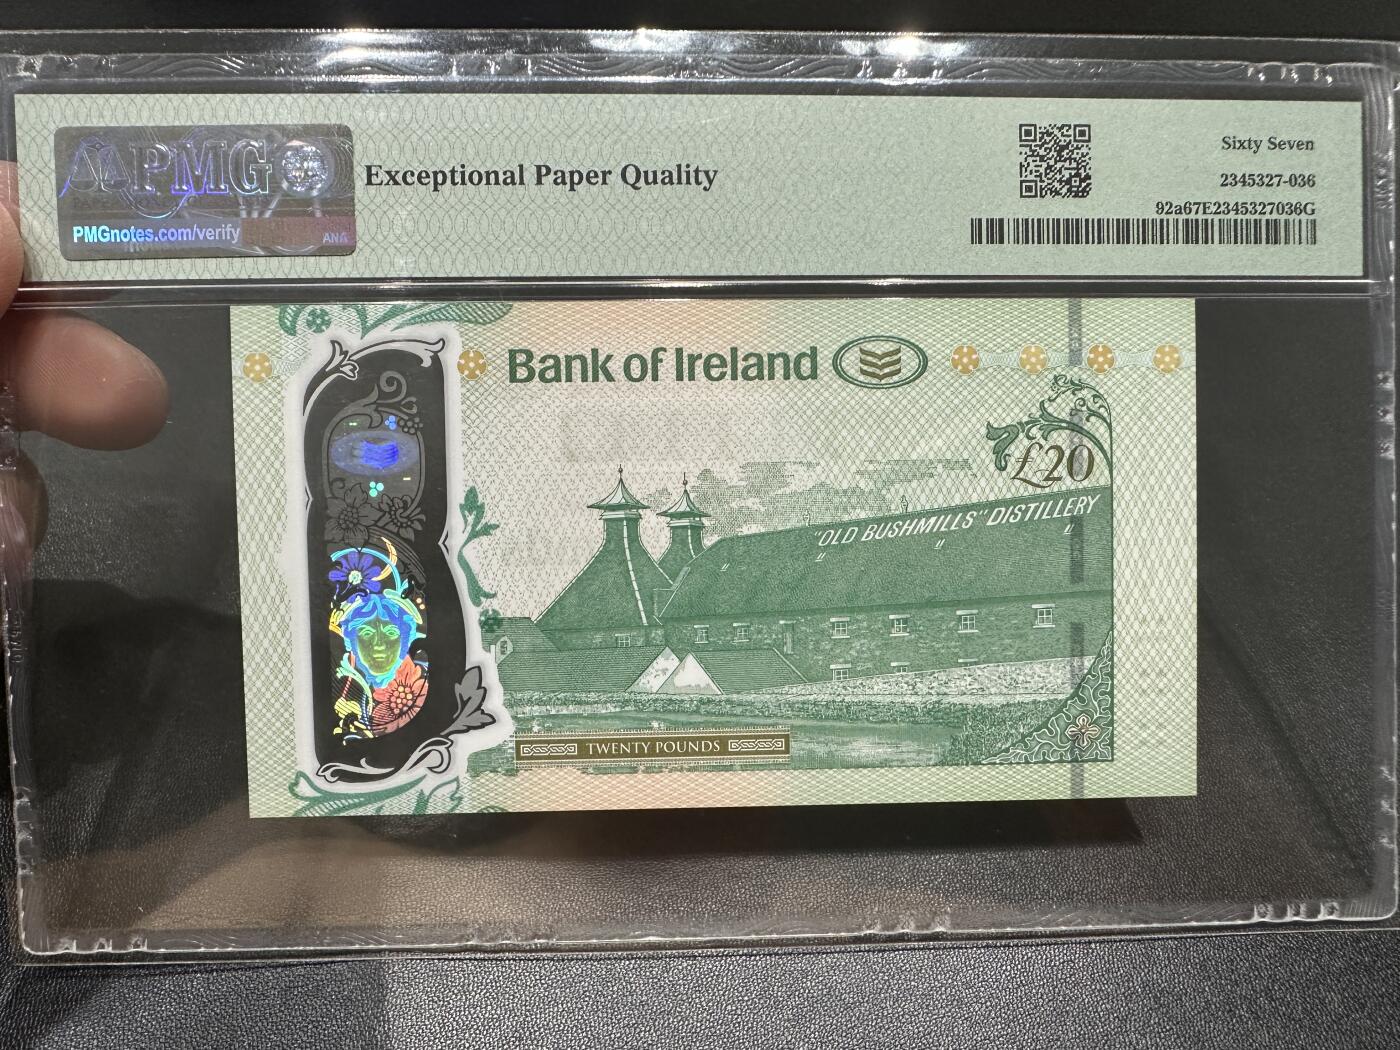 PMG
PMGnotes.com/verify
ANA
Exceptional Paper Quality
Sixty Seven
2345327-036
92a67E2345327036G
Bank of Ireland
£20
"OLD BUSHMILLS" DISTILLERY
TWENTY POUNDS